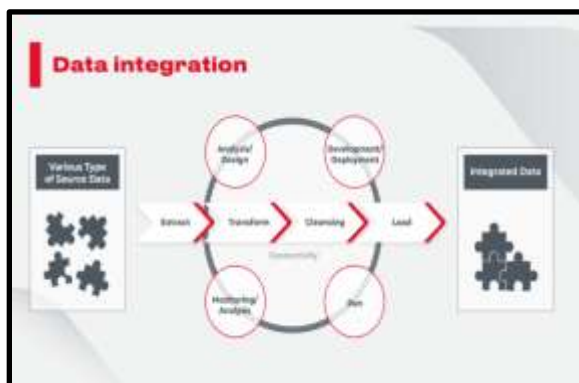 Data integration
Various Type
of Source Data
Analysis/
Design
Development/
Deployment
Integrated Data
Extract
Transform
Cleansing
Load
Connectivity
Monitoring/
Analysis
Run